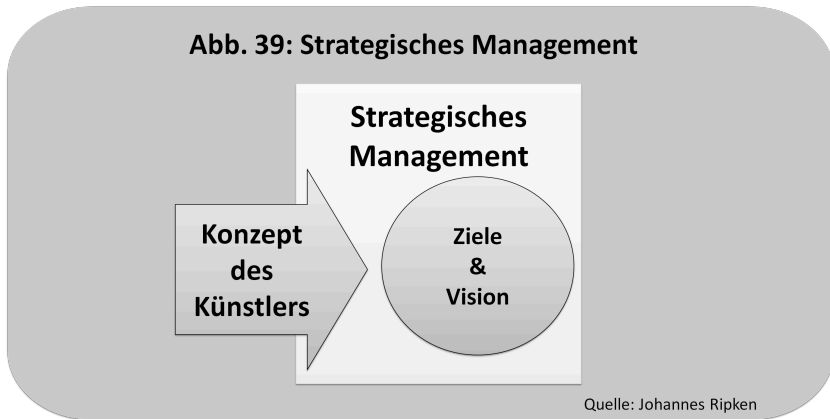 Abb. 39: Strategisches Management
Strategisches
Management
Konzept
des
Künstlers
Ziele
&
Vision
Quelle: Johannes Ripken